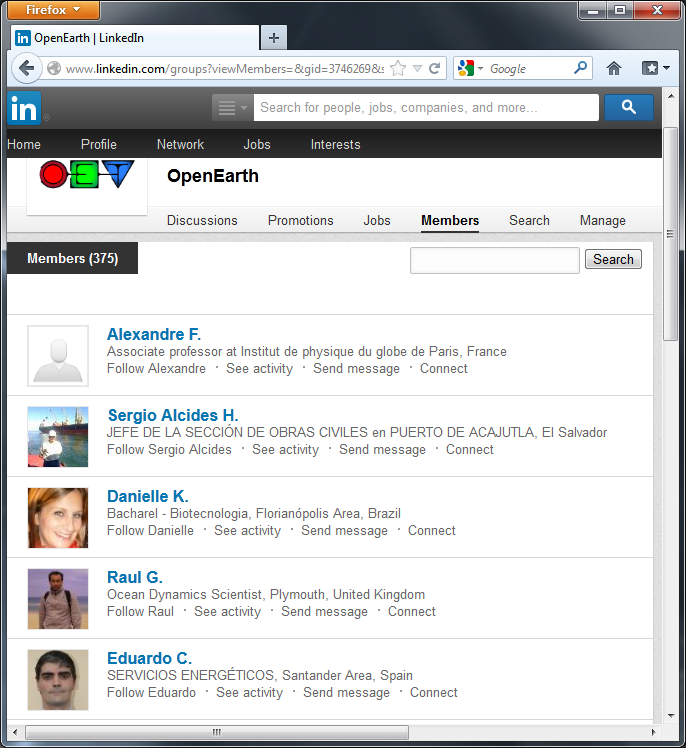 Firefox
OpenEarth | LinkedIn
www.linkedin.com/groups?viewMembers=&gid=3746269&s
Google
in
Search for people, jobs, companies, and more...
Home Profile Network Jobs Interests
OET
OpenEarth
Discussions Promotions Jobs Members Search Manage
Members (375)
Search
Alexandre F.
Associate professor at Institut de physique du globe de Paris, France
Follow Alexandre · See activity · Send message · Connect
Sergio Alcides H.
JEFE DE LA SECCIÓN DE OBRAS CIVILES en PUERTO DE ACAJUTLA, El Salvador
Follow Sergio Alcides · See activity · Send message · Connect
Danielle K.
Bacharel - Biotecnologia, Florianópolis Area, Brazil
Follow Danielle · See activity · Send message · Connect
Raul G.
Ocean Dynamics Scientist, Plymouth, United Kingdom
Follow Raul · See activity · Send message · Connect
Eduardo C.
SERVICIOS ENERGÉTICOS, Santander Area, Spain
Follow Eduardo · See activity · Send message · Connect